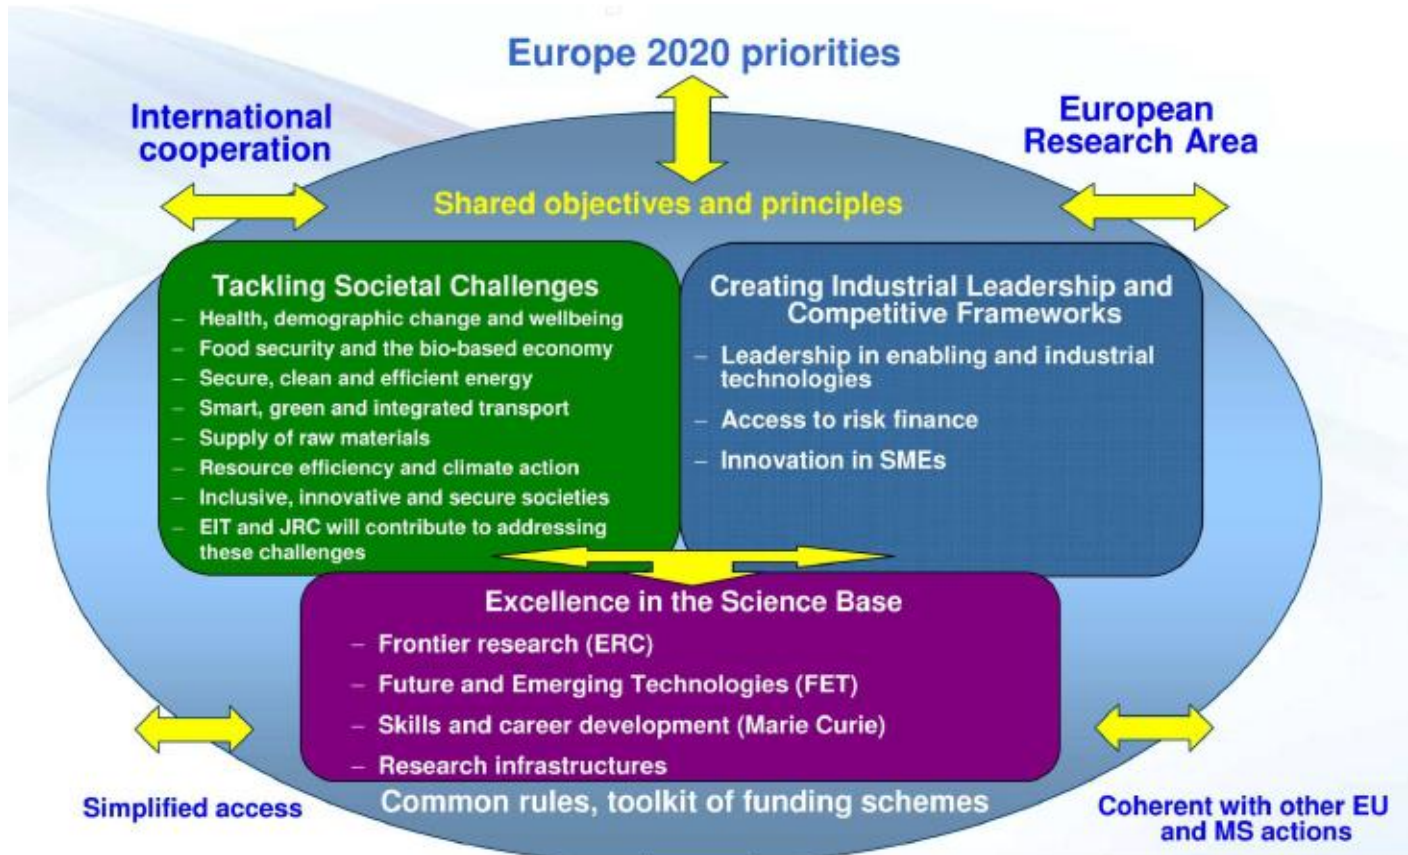 Europe 2020 priorities
International
cooperation
European
Research Area
Shared objectives and principles
Tackling Societal Challenges
– Health, demographic change and wellbeing
– Food security and the bio-based economy
– Secure, clean and efficient energy
– Smart, green and integrated transport
– Supply of raw materials
– Resource efficiency and climate action
– Inclusive, innovative and secure societies
– EIT and JRC will contribute to addressing
these challenges
Creating Industrial Leadership and
Competitive Frameworks
– Leadership in enabling and industrial
technologies
– Access to risk finance
– Innovation in SMEs
Excellence in the Science Base
– Frontier research (ERC)
– Future and Emerging Technologies (FET)
– Skills and career development (Marie Curie)
– Research infrastructures
Common rules, toolkit of funding schemes
Simplified access
Coherent with other EU
and MS actions